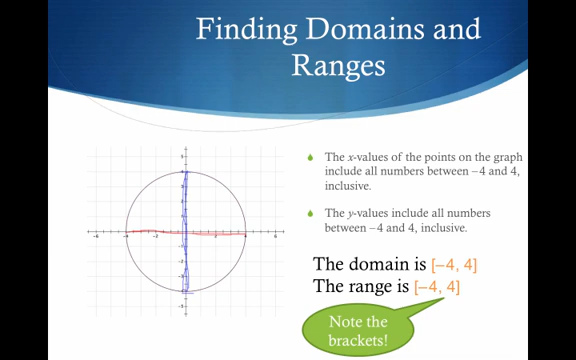 Finding Domains and
Ranges
The x-values of the points on the graph
include all numbers between −4 and 4,
inclusive.
The y-values include all numbers
between −4 and 4, inclusive.
The domain is [−4, 4]
The range is [−4, 4]
Note the
brackets!